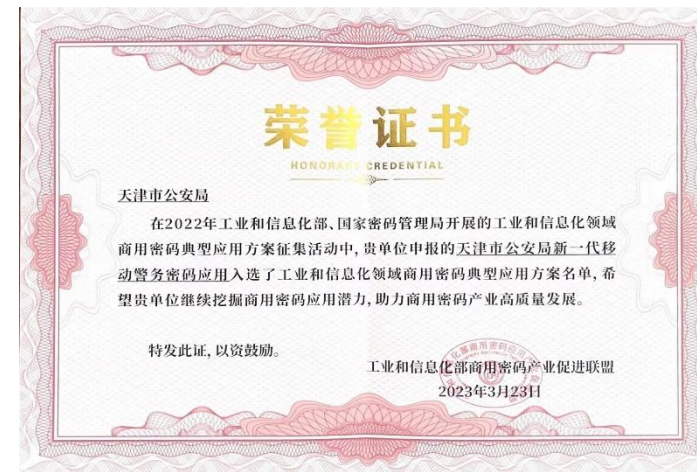 荣誉证书
HONORARY CREDENTIAL
天津市公安局
在2022年工业和信息化部、国家密码管理局开展的工业和信息化领域
商用密码典型应用方案征集活动中,贵单位申报的天津市公安局新一代移
动警务密码应用入选了工业和信息化领域商用密码典型应用方案名单,希
望贵单位继续挖掘商用密码应用潜力,助力商用密码产业高质量发展。
特发此证,以资鼓励。
工业和信息化部商用密码产业促进联盟
2023年3月23日